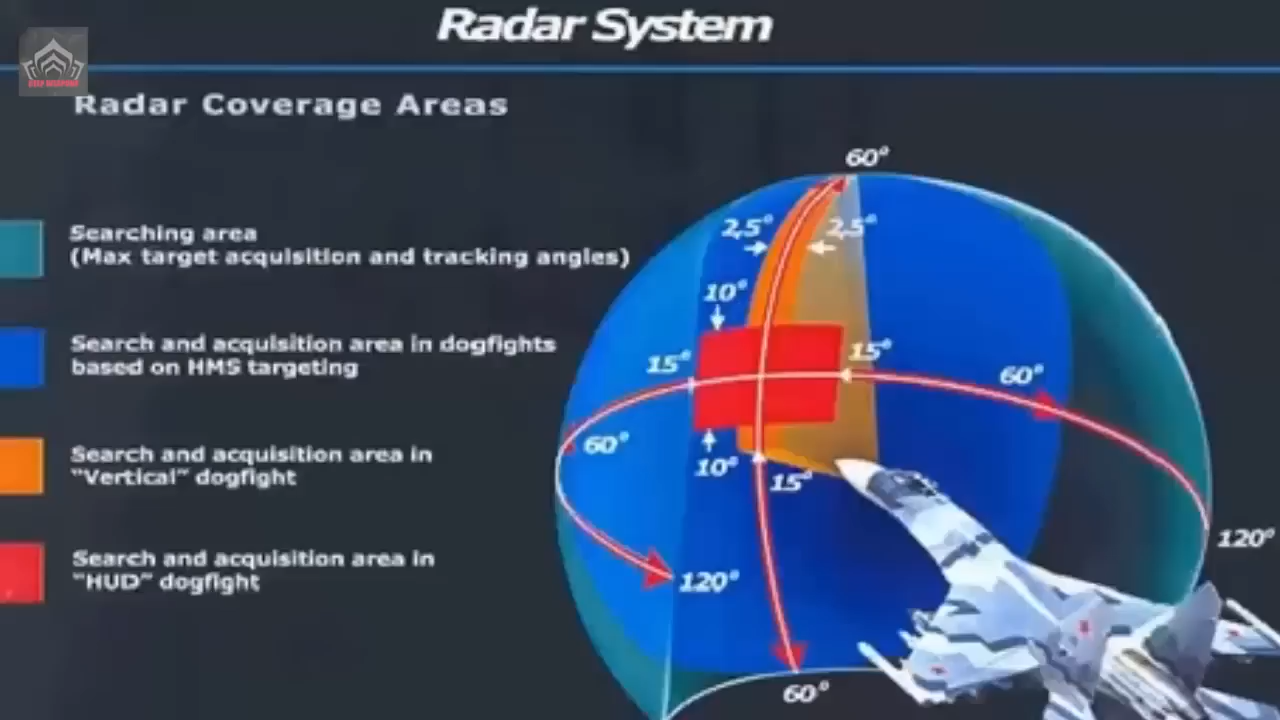 Radar System
Radar Coverage Areas
Searching area
(Max target acquisition and tracking angles)
Search and acquisition area in dogfights
based on HMS targeting
Search and acquisition area in
"Vertical" dogfight
Search and acquisition area in
"HUD" dogfight
60°
2,5°
2,5°
10°
15°
15°
60°
60°
10°
15°
120°
120°
60°